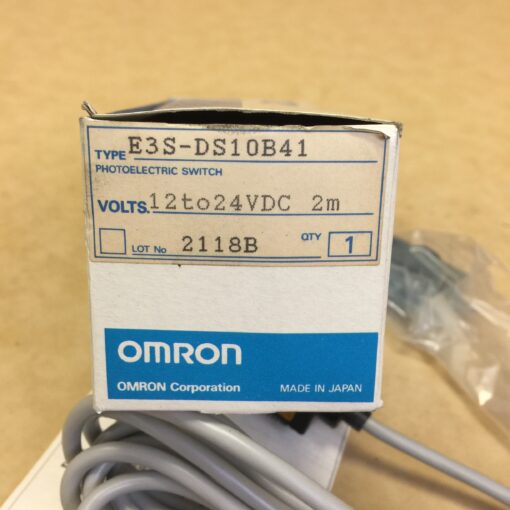 TYPE E3S-DS10B41
PHOTOELECTRIC SWITCH
VOLTS. 12to24VDC 2m
LOT No 2118B QTY 1
OMRON
OMRON Corporation MADE IN JAPAN